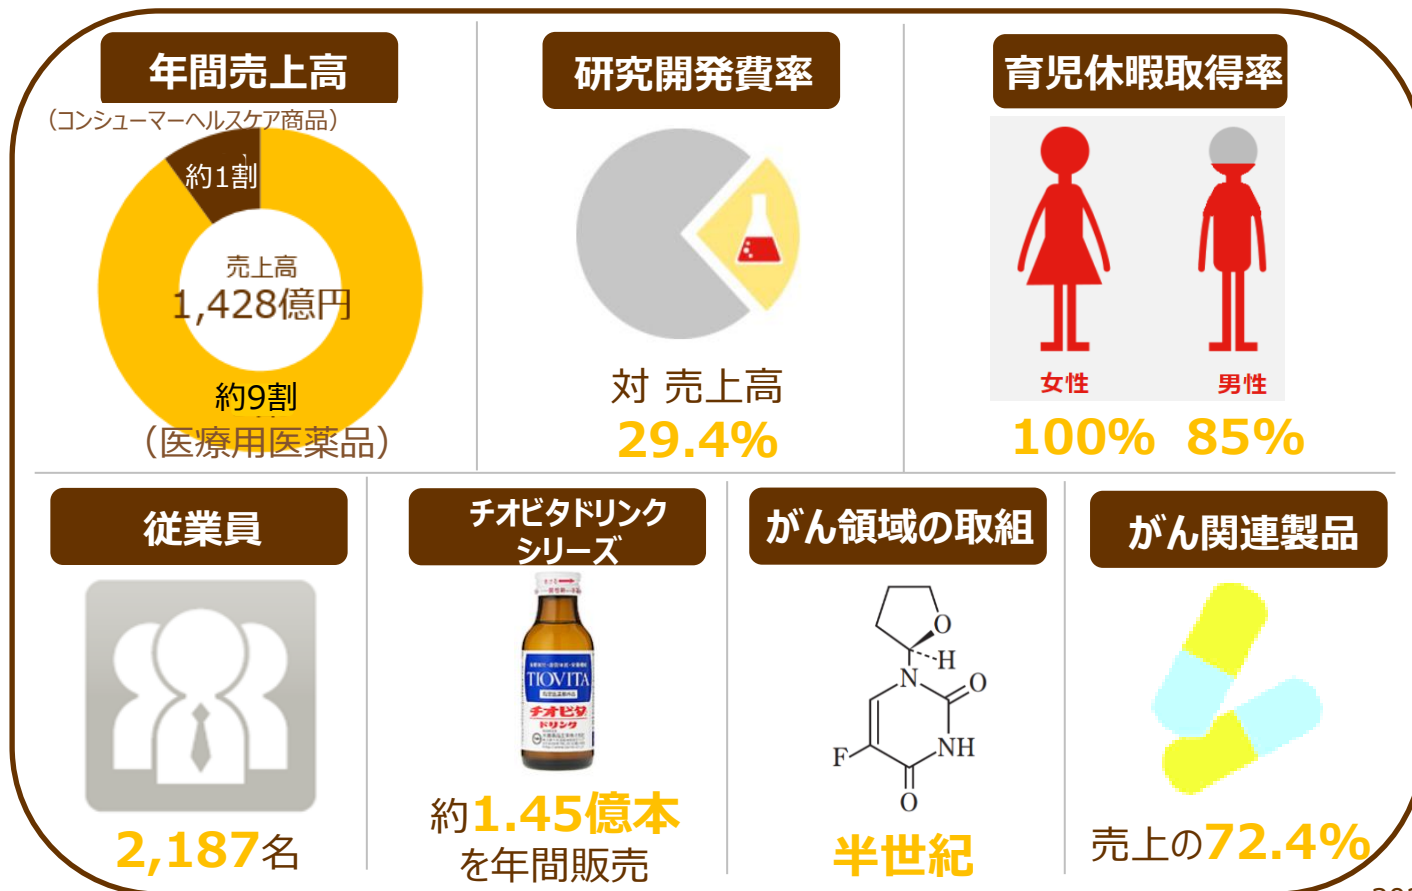 年間売上高
（コンシューマーヘルスケア商品）
約1割
売上高
1,428億円
約9割
（医療用医薬品）
研究開発費率
対 売上高
29.4%
育児休暇取得率
女性
男性
100%
85%
従業員
2,187名
チオビタドリンク
シリーズ
TIOVITA
チオビタ
ドリンク
約1.45億本
を年間販売
がん領域の取組
O
H
N
O
F
NH
O
半世紀
がん関連製品
売上の72.4%